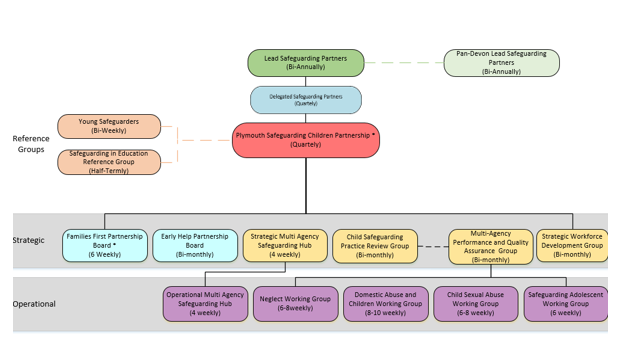 Lead Safeguarding Partners
(Bi-Annually)
Pan-Devon Lead Safeguarding
Partners
(Bi-Annually)
Delegated Safeguarding Partners
(Quartely)
Young Safeguarders
(Bi-Weekly)
Plymouth Safeguarding Children Partnership *
(Quartely)
Reference
Groups
Safeguarding in Education
Reference Group
(Half-Termly)
Strategic
Families First Partnership
Board *
(6 Weekly)
Early Help Partnership
Board
(Bi-monthly)
Strategic Multi Agency
Safeguarding Hub
(4 weekly)
Child Safeguarding
Practice Review Group
(Bi-monthly)
Multi-Agency
Performance and Quality
Assurance Group
(Bi-monthly)
Strategic Workforce
Development Group
(Bi-monthly)
Operational
Operational Multi Agency
Safeguarding Hub
(4 weekly)
Neglect Working Group
(6-8weekly)
Domestic Abuse and
Children Working Group
(8-10 weekly)
Child Sexual Abuse
Working Group
(6-8 weekly)
Safeguarding Adolescent
Working Group
(6 weekly)